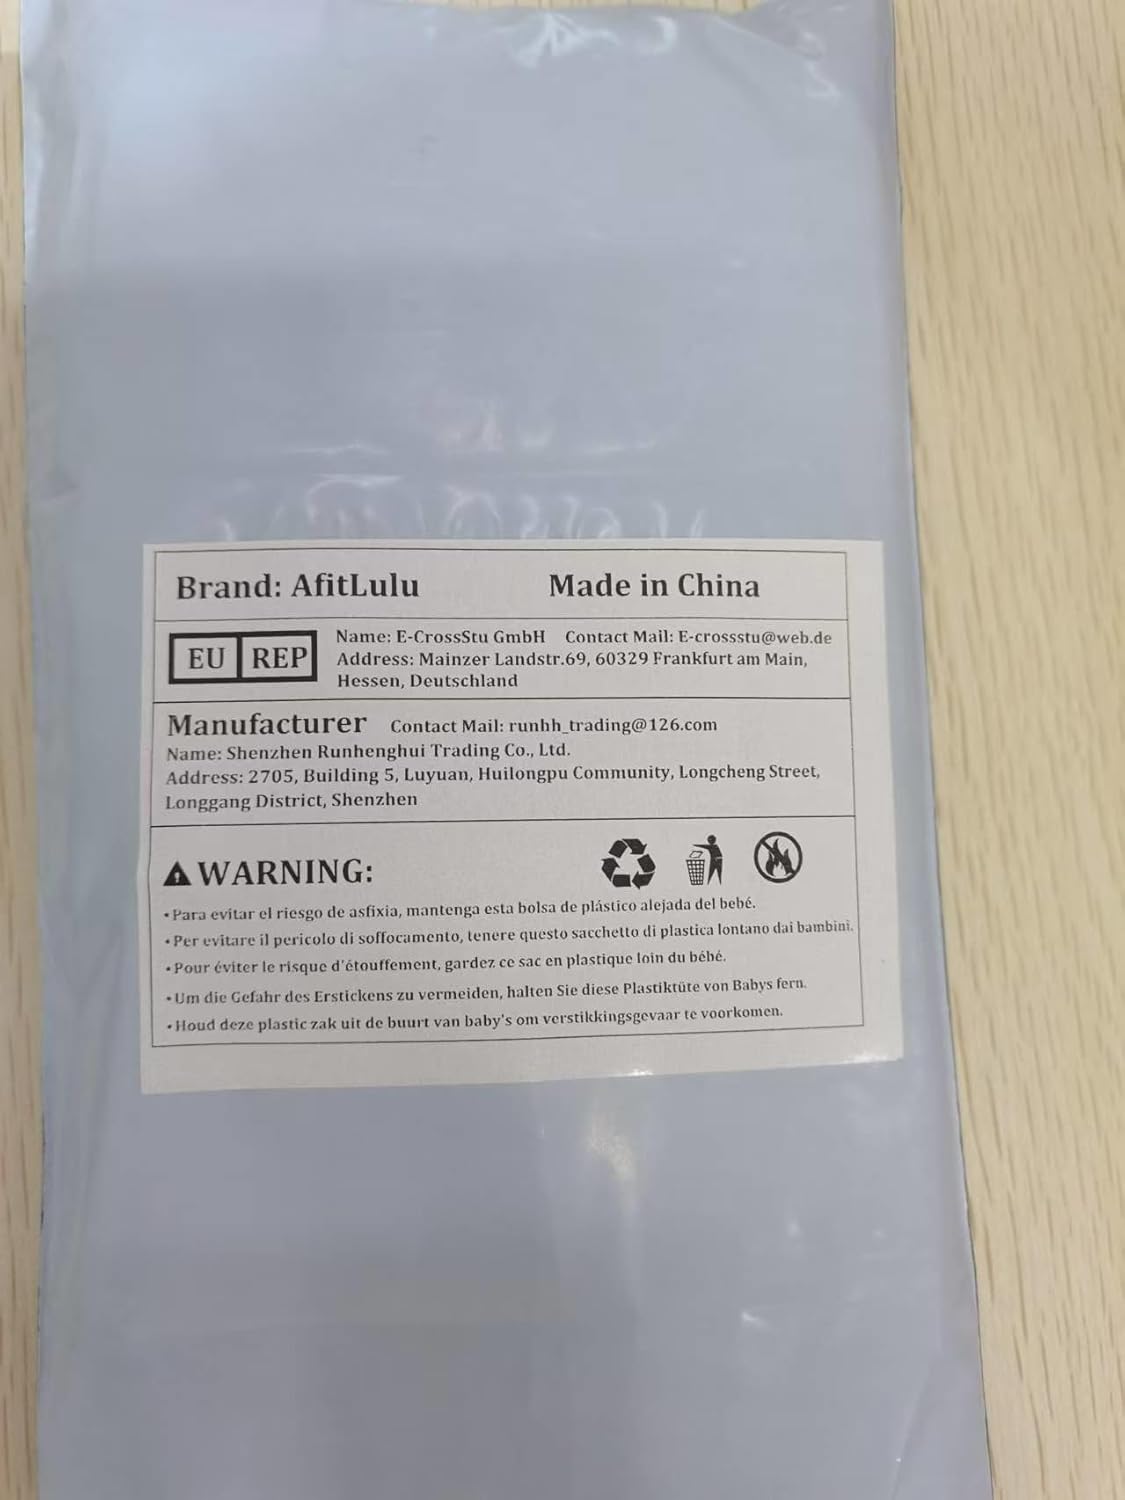 Brand: AfitLulu Made in China
EU REP
Name: E-CrossStu GmbH Contact Mail: E-crossstu@web.de
Address: Mainzer Landstr.69, 60329 Frankfurt am Main,
Hessen, Deutschland
Manufacturer Contact Mail: runhh_trading@126.com
Name: Shenzhen Runhenghui Trading Co., Ltd.
Address: 2705, Building 5, Luyuan, Huilongpu Community, Longcheng Street,
Longgang District, Shenzhen
WARNING:
• Para evitar el riesgo de asfixia, mantenga esta bolsa de plástico alejada del bebé.
• Per evitare il pericolo di soffocamento, tenere questo sacchetto di plastica lontano dai bambini.
• Pour éviter le risque d'étouffement, gardez ce sac en plastique loin du bébé.
• Um die Gefahr des Erstickens zu vermeiden, halten Sie diese Plastiktüte von Babys fern.
• Houd deze plastic zak uit de buurt van baby's om verstikkingsgevaar te voorkomen.